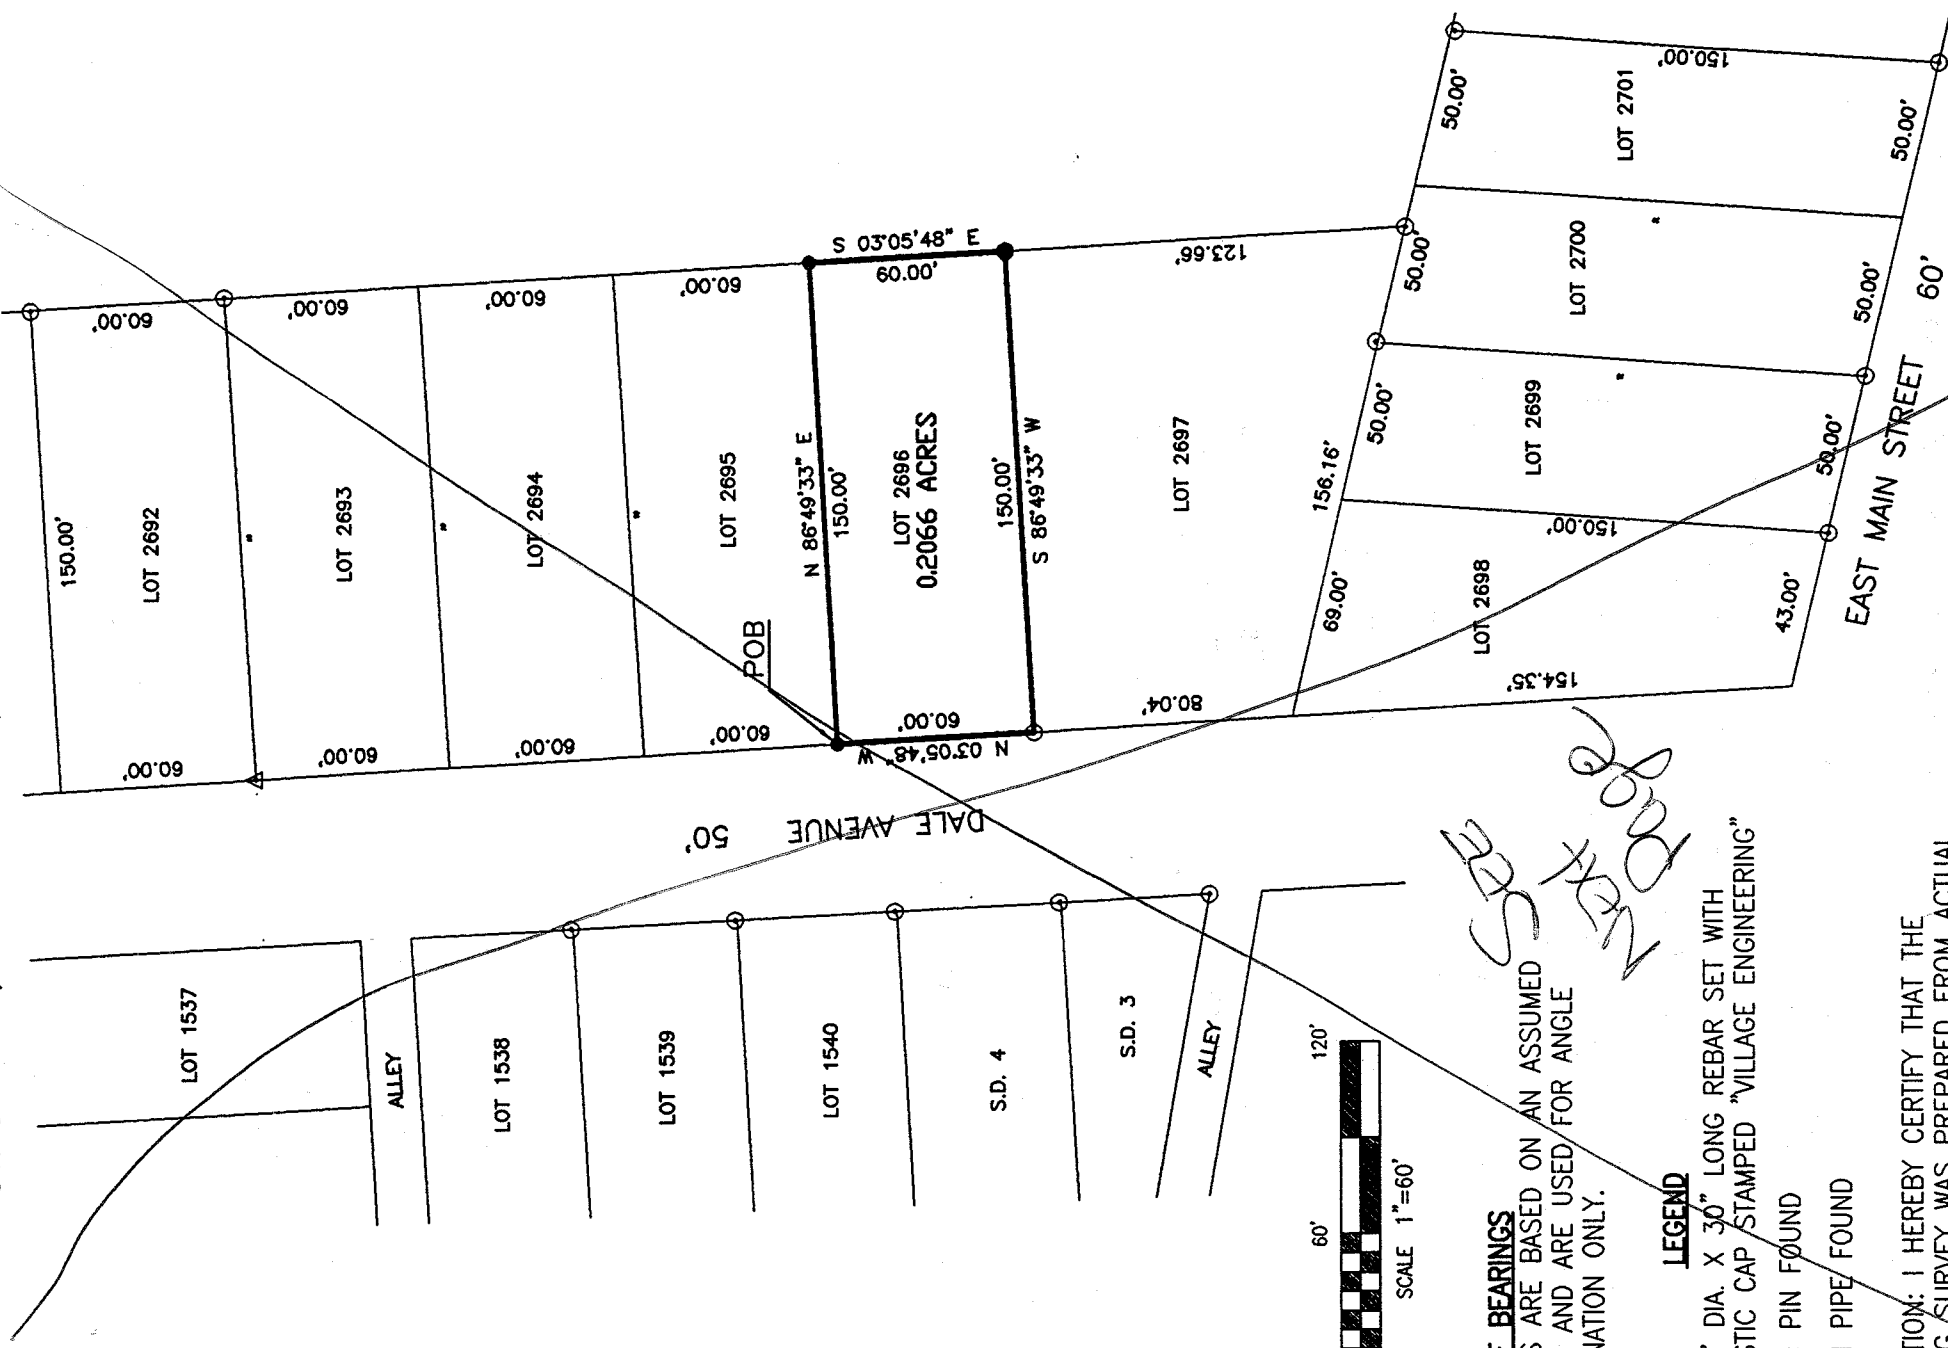 150.00'
LOT 2692
60.00'
60.00'
"
LOT 2693
60.00'
60.00'
"
LOT 2694
60.00'
60.00'
"
LOT 2695
60.00'
60.00'
POB
N 86°49'33" E
150.00'
LOT 2696
0.2066 ACRES
150.00'
S 86°49'33" W
S 03°05'48" E
60.00'
N 03°05'48" W
60.00'
LOT 2697
123.66'
80.04'
156.16'
69.00'
50.00'
50.00'
50.00'
LOT 2698
154.35'
43.00'
150.00'
LOT 2699
50.00'
"
LOT 2700
50.00'
"
LOT 2701
50.00'
150.00'
EAST MAIN STREET 60'
DALE AVENUE 50'
LOT 1537
ALLEY
LOT 1538
LOT 1539
LOT 1540
S.D. 4
S.D. 3
ALLEY
60' 120'
SCALE 1"=60'
SEE
NEXT
PAGE
BEARINGS
ARE BASED ON AN ASSUMED
AND ARE USED FOR ANGLE
NATION ONLY.
LEGEND
DIA. X 30" LONG REBAR SET WITH
STIC CAP STAMPED "VILLAGE ENGINEERING"
PIN FOUND
PIPE FOUND
TION: I HEREBY CERTIFY THAT THE
SURVEY WAS PREPARED FROM ACTUAL